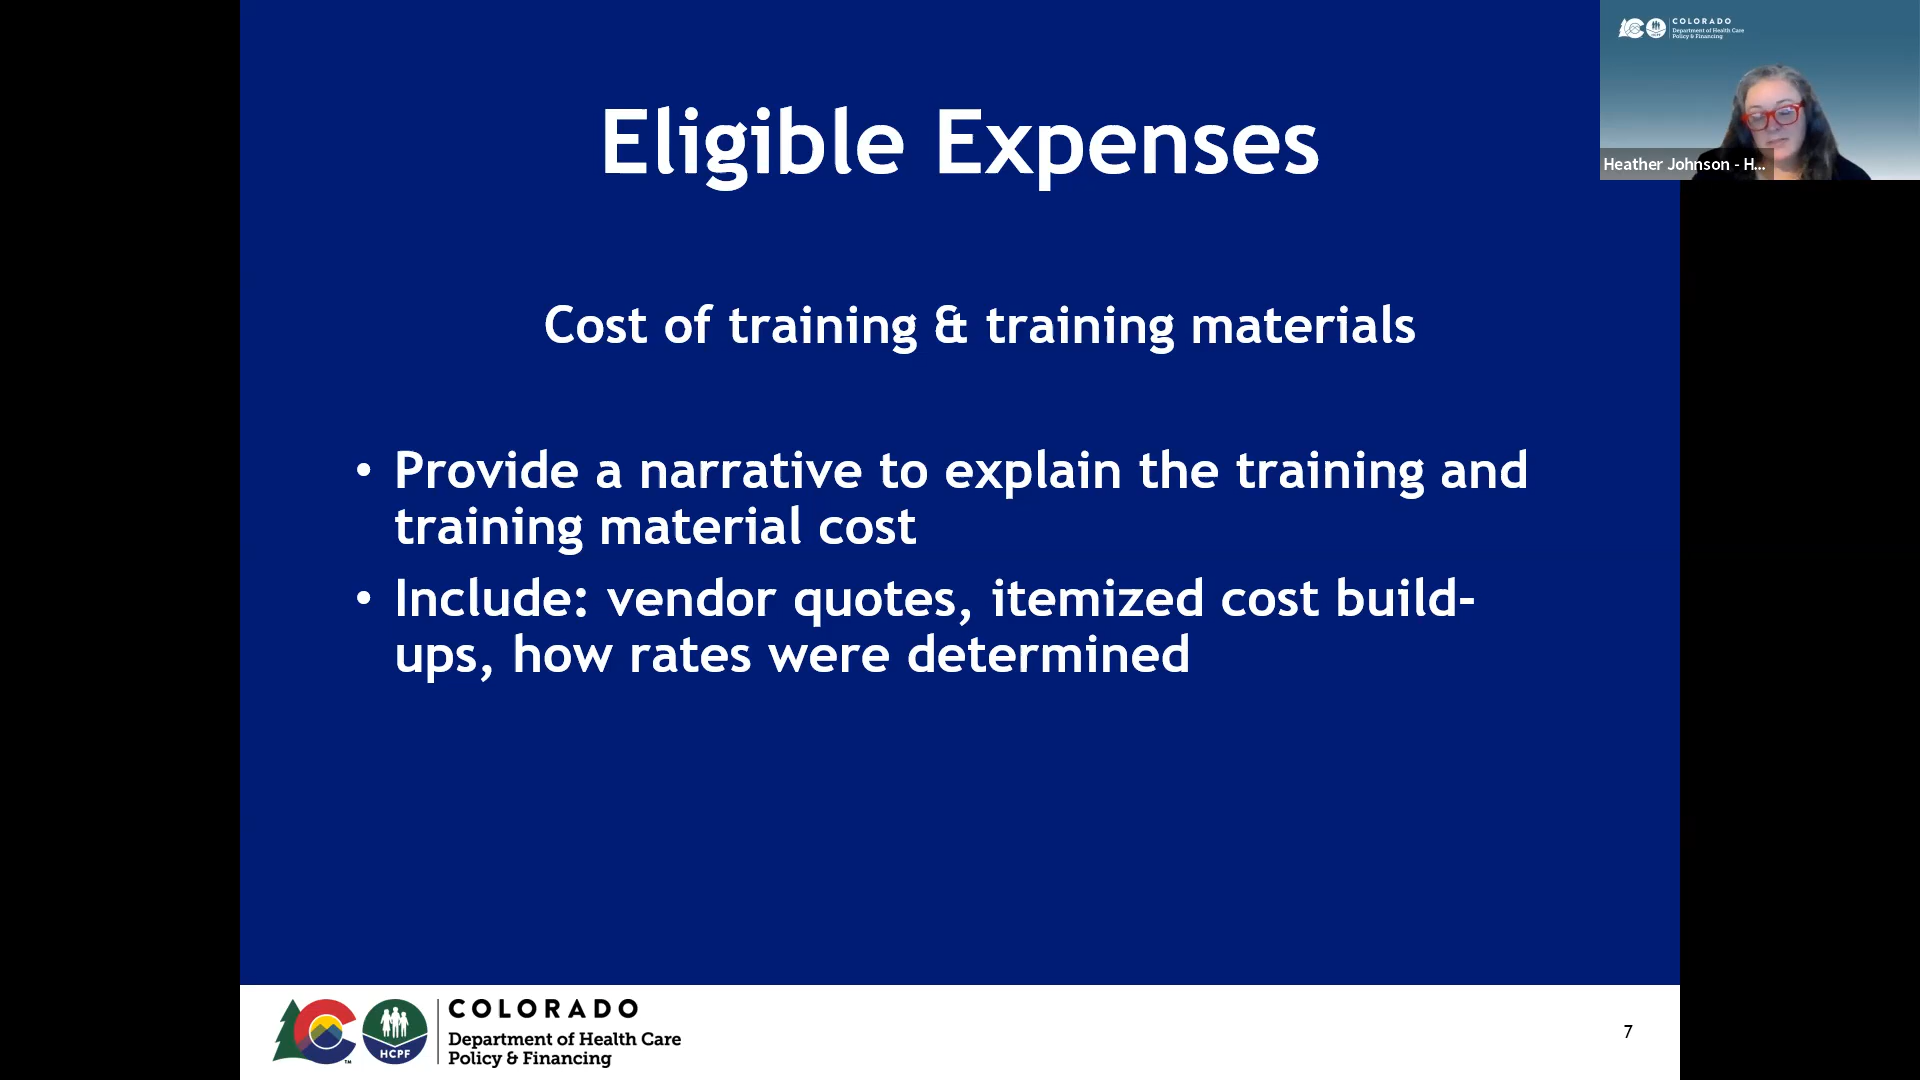 Eligible Expenses
Cost of training & training materials
• Provide a narrative to explain the training and
training material cost
• Include: vendor quotes, itemized cost build-
ups, how rates were determined
COLORADO
Department of Health Care
Policy & Financing
Heather Johnson - H...
HCPF
TM
COLORADO
Department of Health Care
Policy & Financing
7